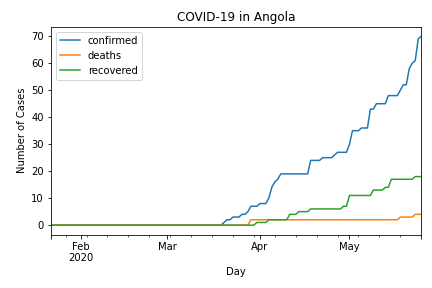 COVID-19 in Angola
confirmed
deaths
recovered
Number of Cases
70
60
50
40
30
20
10
0
Feb
2020
Mar
Apr
May
Day